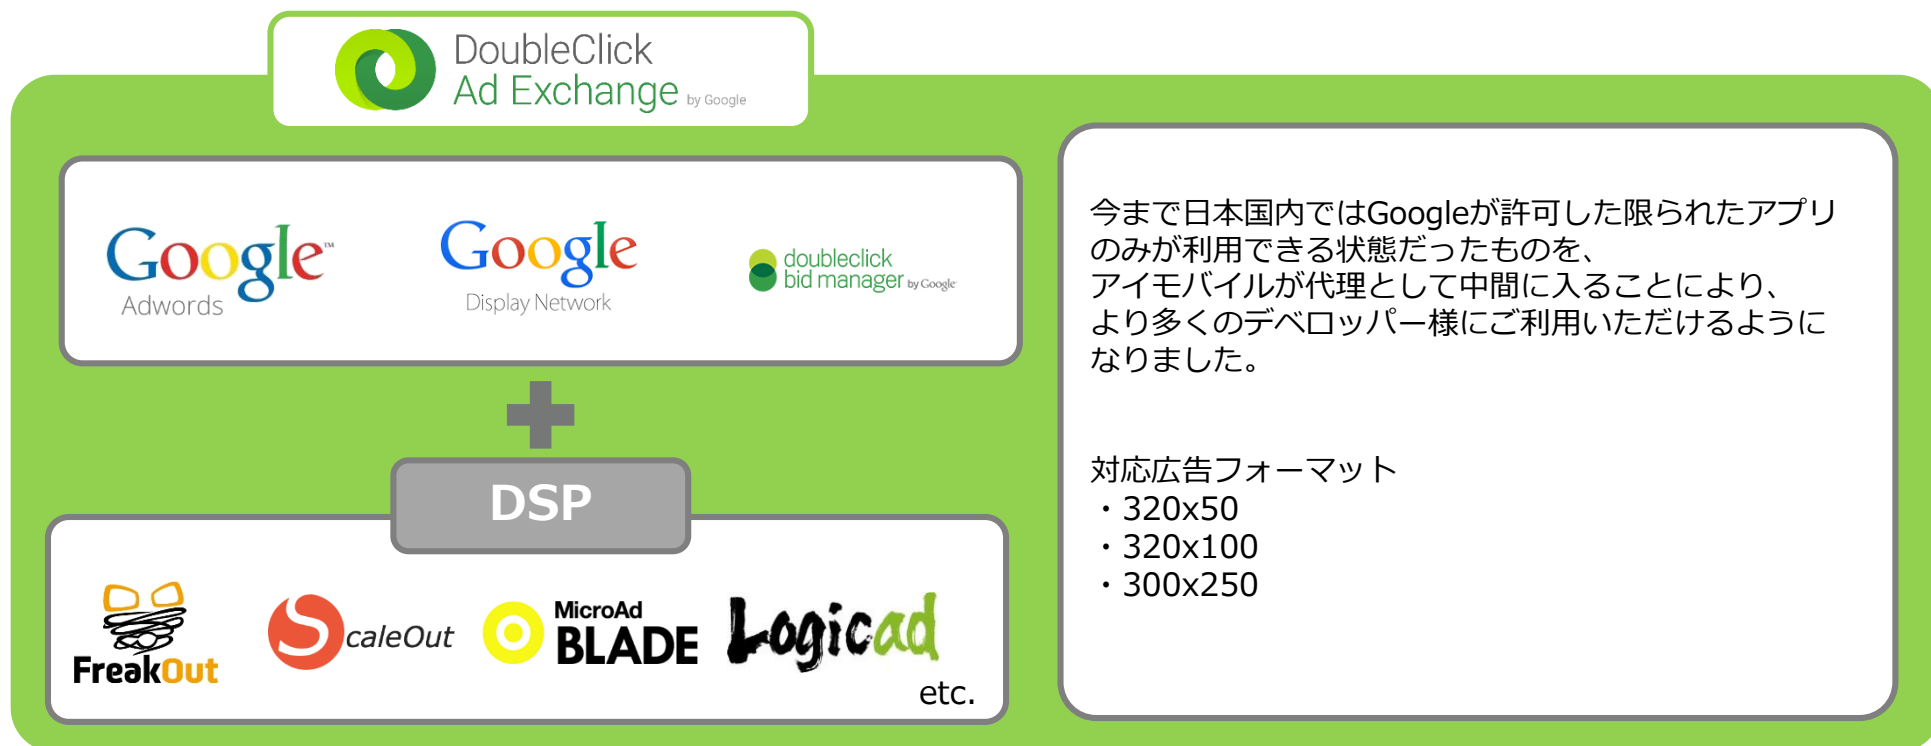 DoubleClick
Ad Exchange by Google
Google™
Adwords
Google
Display Network
doubleclick
bid manager by Google
DSP
FreakOut
ScaleOut
MicroAd
BLADE
Logicad
etc.
今まで日本国内ではGoogleが許可した限られたアプリ
のみが利用できる状態だったものを、
アイモバイルが代理として中間に入ることにより、
より多くのデベロッパー様にご利用いただけるように
なりました。
対応広告フォーマット
・320x50
・320x100
・300x250